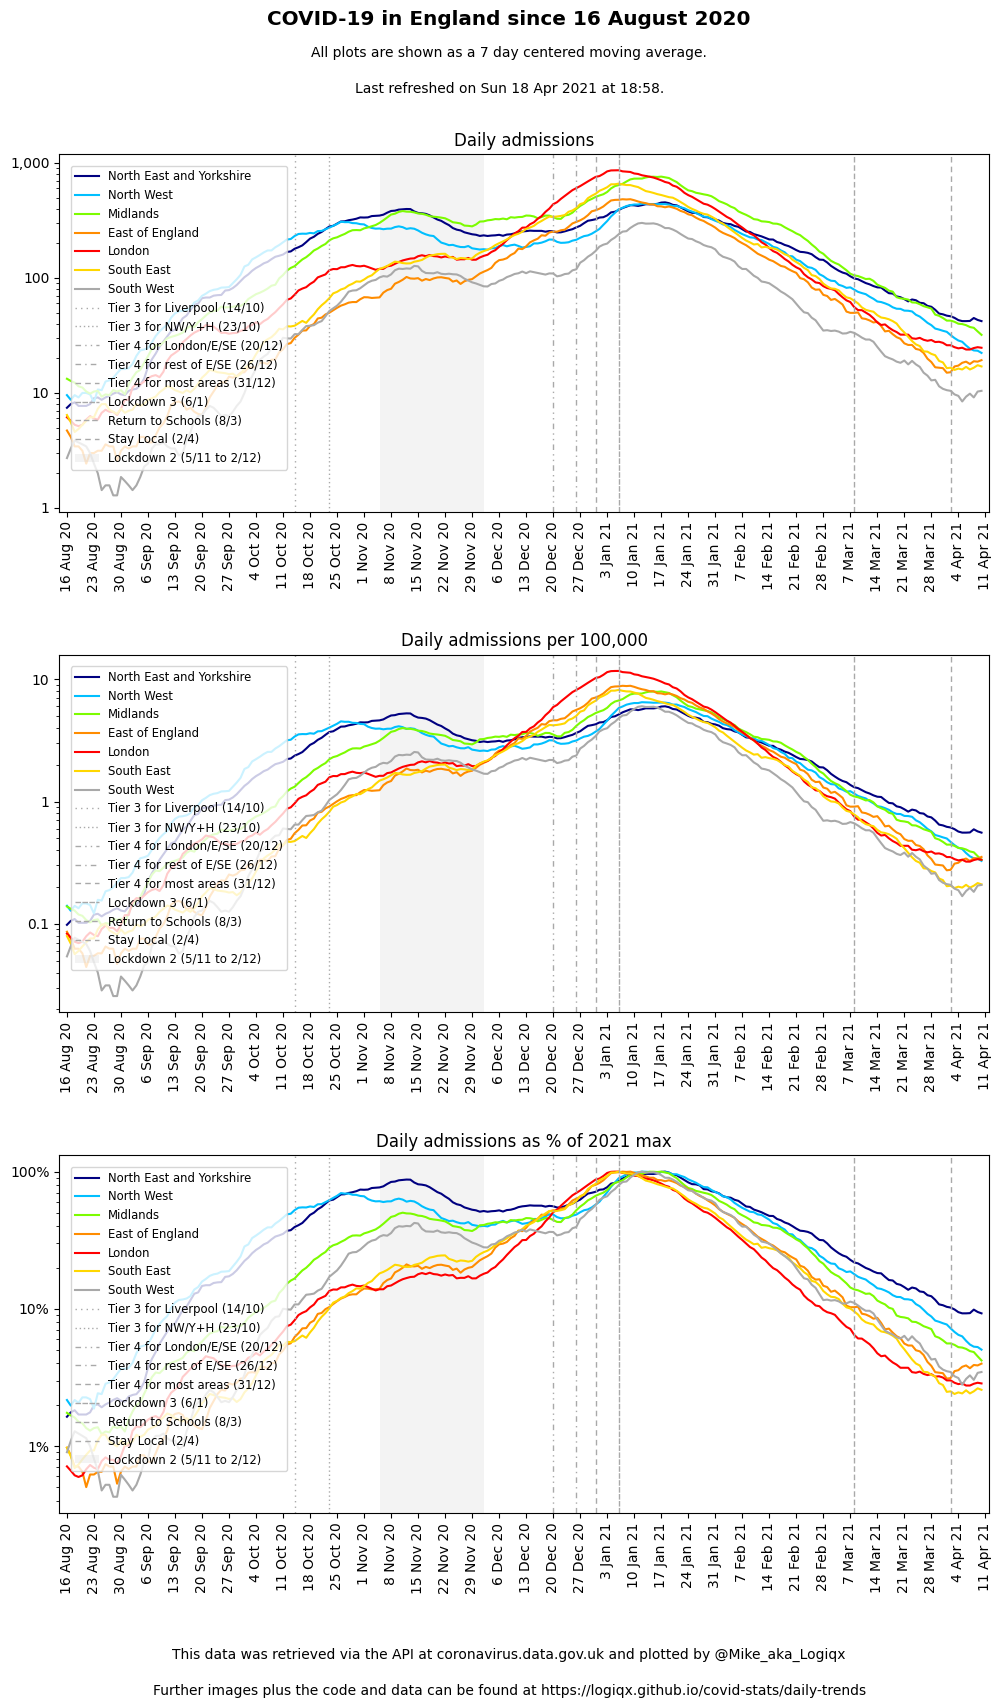 COVID-19 in England since 16 August 2020
All plots are shown as a 7 day centered moving average.
Last refreshed on Sun 18 Apr 2021 at 18:58.
Daily admissions
1,000
100
10
1
North East and Yorkshire
North West
Midlands
East of England
London
South East
South West
Tier 3 for Liverpool (14/10)
Tier 3 for NW/Y+H (23/10)
Tier 4 for London/E/SE (20/12)
Tier 4 for rest of E/SE (26/12)
Tier 4 for most areas (31/12)
Lockdown 3 (6/1)
Return to Schools (8/3)
Stay Local (2/4)
Lockdown 2 (5/11 to 2/12)
16 Aug 20
23 Aug 20
30 Aug 20
6 Sep 20
13 Sep 20
20 Sep 20
27 Sep 20
4 Oct 20
11 Oct 20
18 Oct 20
25 Oct 20
1 Nov 20
8 Nov 20
15 Nov 20
22 Nov 20
29 Nov 20
6 Dec 20
13 Dec 20
20 Dec 20
27 Dec 20
3 Jan 21
10 Jan 21
17 Jan 21
24 Jan 21
31 Jan 21
7 Feb 21
14 Feb 21
21 Feb 21
28 Feb 21
7 Mar 21
14 Mar 21
21 Mar 21
28 Mar 21
4 Apr 21
11 Apr 21
Daily admissions per 100,000
10
1
0.1
North East and Yorkshire
North West
Midlands
East of England
London
South East
South West
Tier 3 for Liverpool (14/10)
Tier 3 for NW/Y+H (23/10)
Tier 4 for London/E/SE (20/12)
Tier 4 for rest of E/SE (26/12)
Tier 4 for most areas (31/12)
Lockdown 3 (6/1)
Return to Schools (8/3)
Stay Local (2/4)
Lockdown 2 (5/11 to 2/12)
16 Aug 20
23 Aug 20
30 Aug 20
6 Sep 20
13 Sep 20
20 Sep 20
27 Sep 20
4 Oct 20
11 Oct 20
18 Oct 20
25 Oct 20
1 Nov 20
8 Nov 20
15 Nov 20
22 Nov 20
29 Nov 20
6 Dec 20
13 Dec 20
20 Dec 20
27 Dec 20
3 Jan 21
10 Jan 21
17 Jan 21
24 Jan 21
31 Jan 21
7 Feb 21
14 Feb 21
21 Feb 21
28 Feb 21
7 Mar 21
14 Mar 21
21 Mar 21
28 Mar 21
4 Apr 21
11 Apr 21
Daily admissions as % of 2021 max
100%
10%
1%
North East and Yorkshire
North West
Midlands
East of England
London
South East
South West
Tier 3 for Liverpool (14/10)
Tier 3 for NW/Y+H (23/10)
Tier 4 for London/E/SE (20/12)
Tier 4 for rest of E/SE (26/12)
Tier 4 for most areas (31/12)
Lockdown 3 (6/1)
Return to Schools (8/3)
Stay Local (2/4)
Lockdown 2 (5/11 to 2/12)
16 Aug 20
23 Aug 20
30 Aug 20
6 Sep 20
13 Sep 20
20 Sep 20
27 Sep 20
4 Oct 20
11 Oct 20
18 Oct 20
25 Oct 20
1 Nov 20
8 Nov 20
15 Nov 20
22 Nov 20
29 Nov 20
6 Dec 20
13 Dec 20
20 Dec 20
27 Dec 20
3 Jan 21
10 Jan 21
17 Jan 21
24 Jan 21
31 Jan 21
7 Feb 21
14 Feb 21
21 Feb 21
28 Feb 21
7 Mar 21
14 Mar 21
21 Mar 21
28 Mar 21
4 Apr 21
11 Apr 21
This data was retrieved via the API at coronavirus.data.gov.uk and plotted by @Mike_aka_Logiqx
Further images plus the code and data can be found at https://logiqx.github.io/covid-stats/daily-trends